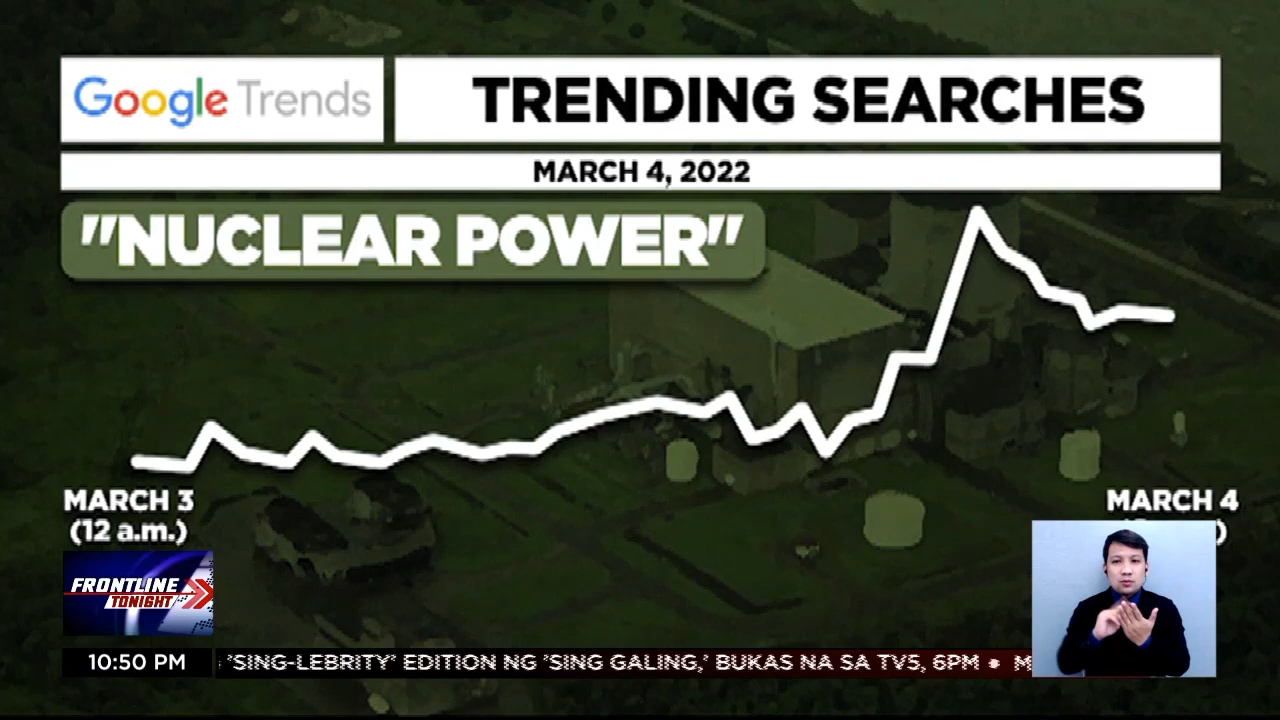 Google Trends
TRENDING SEARCHES
MARCH 4, 2022
"NUCLEAR POWER"
MARCH 3
(12 a.m.)
MARCH 4
FRONTLINE
TONIGHT
10:50 PM
'SING-LEBRITY' EDITION NG 'SING GALING,' BUKAS NA SA TV5, 6PM • M